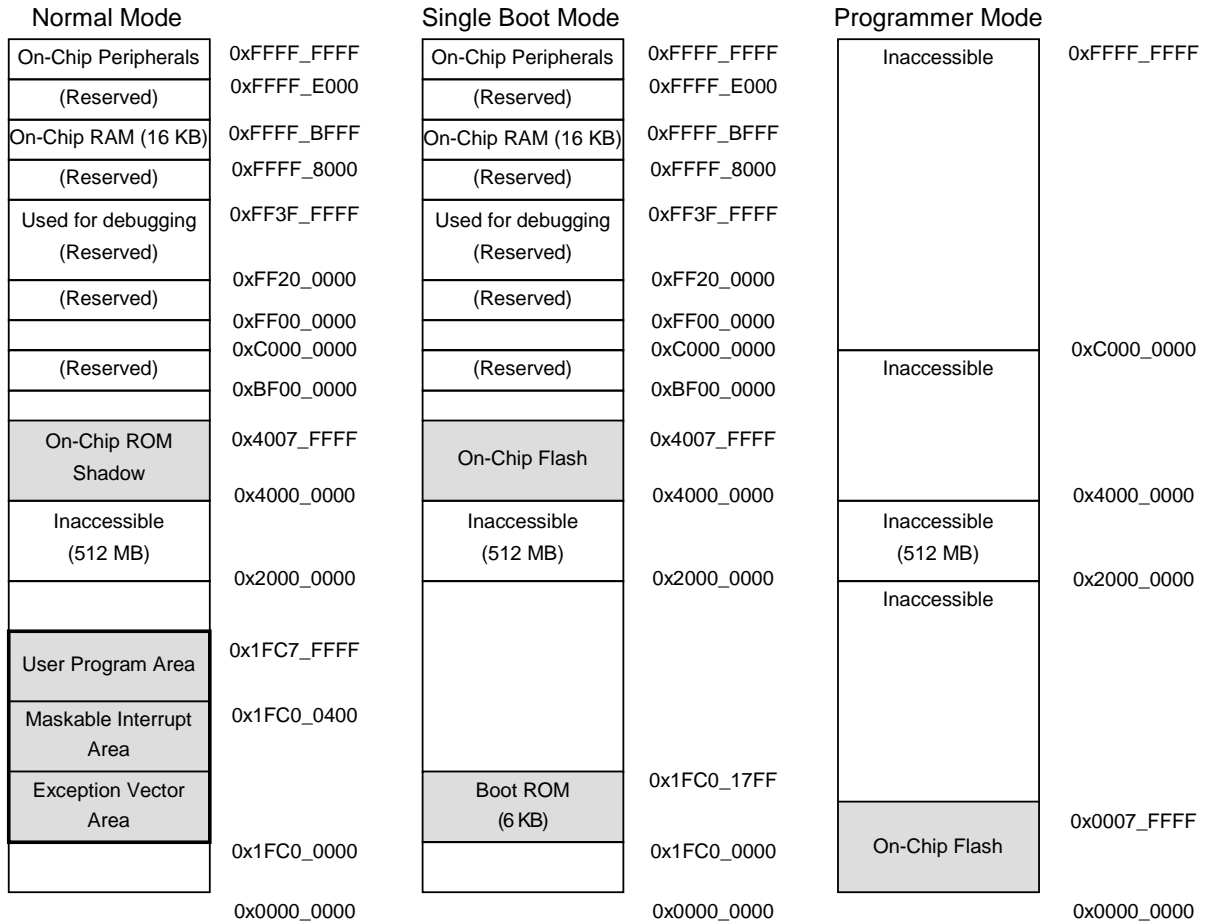 Normal Mode
On-Chip Peripherals
0xFFFF_FFFF
(Reserved)
0xFFFF_E000
On-Chip RAM (16 KB)
0xFFFF_BFFF
(Reserved)
0xFFFF_8000
Used for debugging
(Reserved)
0xFF3F_FFFF
0xFF20_0000
(Reserved)
0xFF00_0000
0xC000_0000
(Reserved)
0xBF00_0000
On-Chip ROM
Shadow
0x4007_FFFF
0x4000_0000
Inaccessible
(512 MB)
0x2000_0000
User Program Area
0x1FC7_FFFF
Maskable Interrupt
Area
0x1FC0_0400
Exception Vector
Area
0x1FC0_0000
0x0000_0000
Single Boot Mode
On-Chip Peripherals
0xFFFF_FFFF
(Reserved)
0xFFFF_E000
On-Chip RAM (16 KB)
0xFFFF_BFFF
(Reserved)
0xFFFF_8000
Used for debugging
(Reserved)
0xFF3F_FFFF
0xFF20_0000
(Reserved)
0xFF00_0000
0xC000_0000
(Reserved)
0xBF00_0000
On-Chip Flash
0x4007_FFFF
0x4000_0000
Inaccessible
(512 MB)
0x2000_0000
Boot ROM
(6 KB)
0x1FC0_17FF
0x1FC0_0000
0x0000_0000
Programmer Mode
Inaccessible
0xFFFF_FFFF
0xC000_0000
Inaccessible
0x4000_0000
Inaccessible
(512 MB)
0x2000_0000
Inaccessible
0x0007_FFFF
On-Chip Flash
0x0000_0000